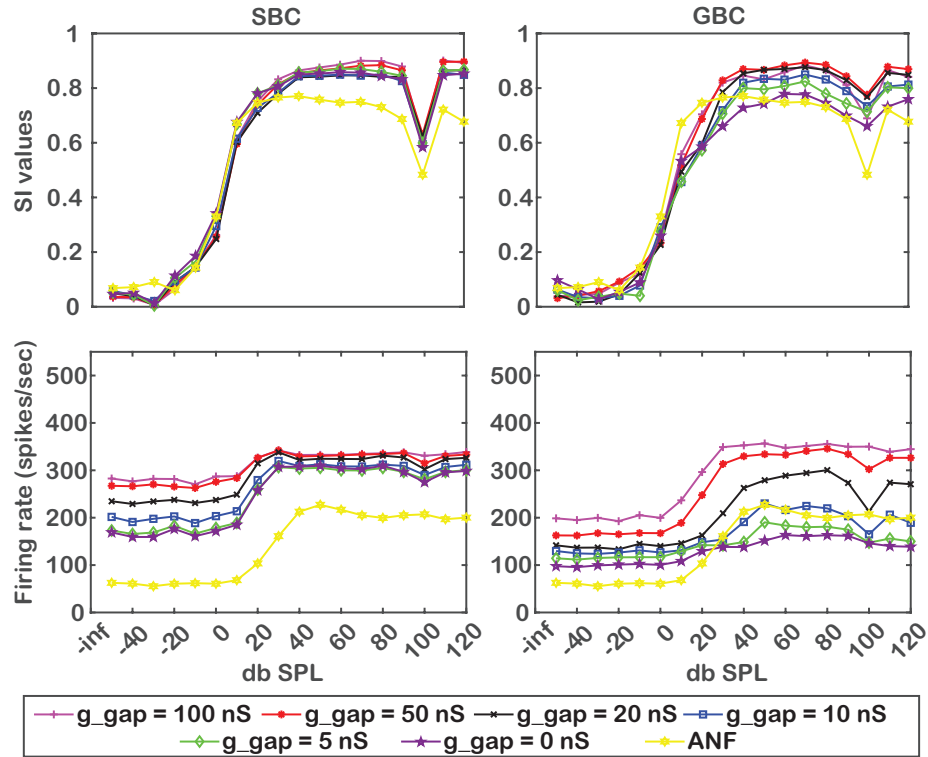 SBC
GBC
SI values
1
0.8
0.6
0.4
0.2
0
1
0.8
0.6
0.4
0.2
0
Firing rate (spikes/sec)
500
400
300
200
100
0
500
400
300
200
100
0
-inf -40 -20 0 20 40 60 80 100 120
-inf -40 -20 0 20 40 60 80 100 120
db SPL
db SPL
g_gap = 100 nS g_gap = 50 nS g_gap = 20 nS g_gap = 10 nS
g_gap = 5 nS g_gap = 0 nS ANF